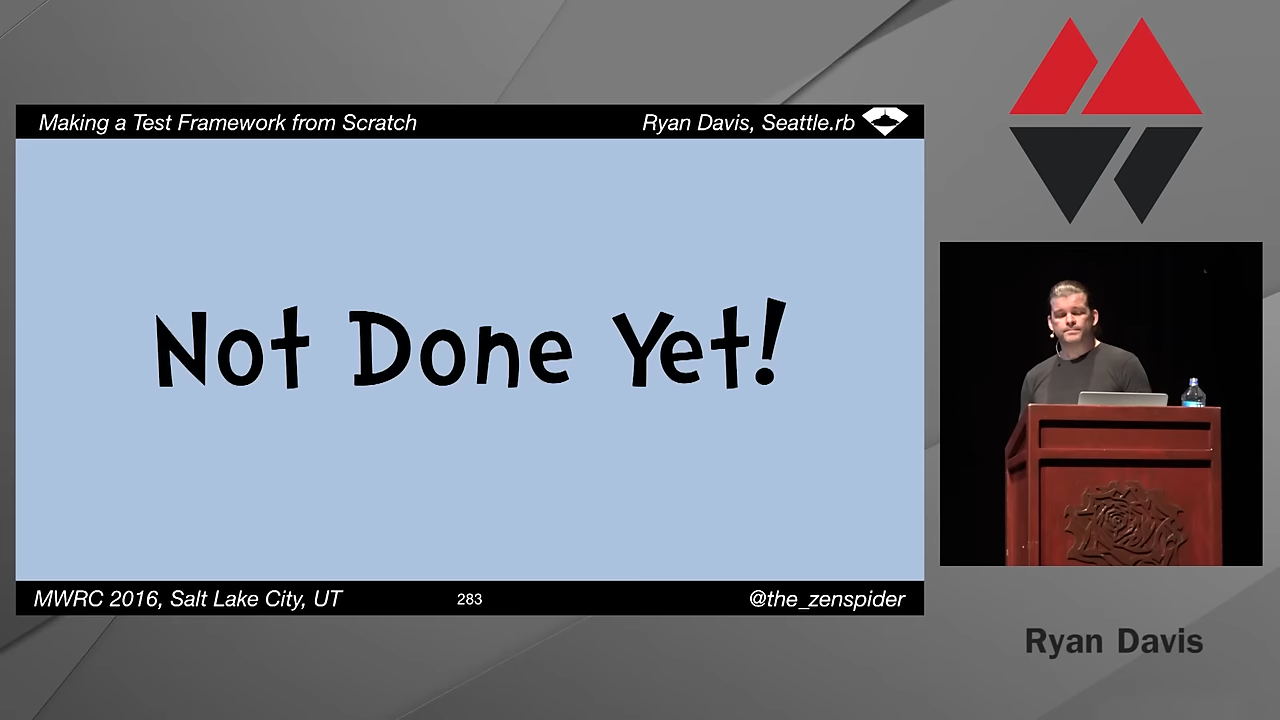 Making a Test Framework from Scratch
Ryan Davis, Seattle.rb
Not Done Yet!
MWRC 2016, Salt Lake City, UT
283
@the_zenspider
Ryan Davis